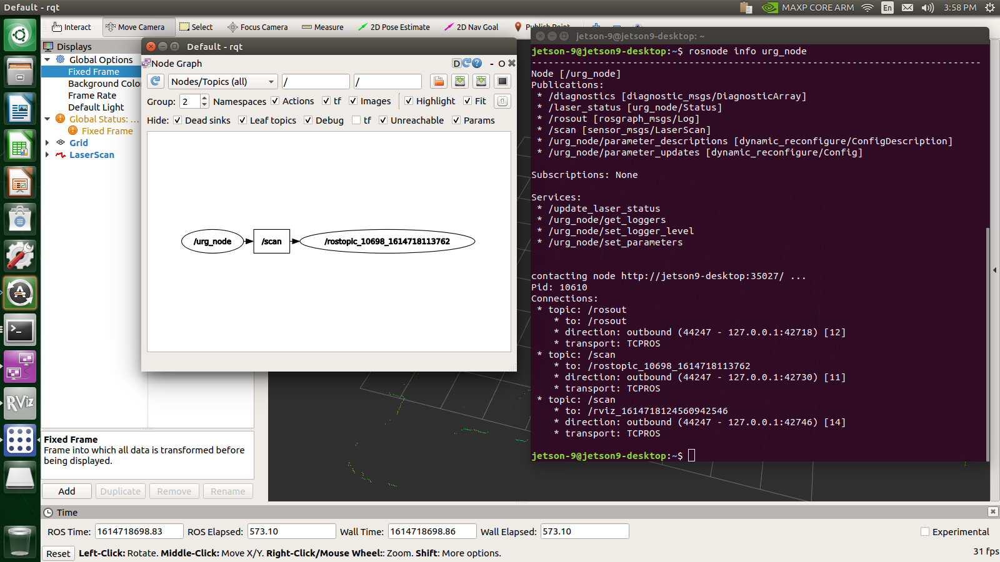 Default - rqt
MAXP CORE ARM
En
3:58 PM
Interact
Move Camera
Select
Focus Camera
Measure
2D Pose Estimate
2D Nav Goal
Publish Point
Displays
Global Options
Fixed Frame
Background Colo
Frame Rate
Default Light
Global Status: ...
Fixed Frame
Grid
LaserScan
Fixed Frame
Frame into which all data is transformed before
being displayed.
Add
Duplicate
Remove
Rename
Default - rqt
Node Graph
D
- O
Nodes/Topics (all)
/
/
Group: 2 Namespaces Actions tf Images Highlight Fit
Hide: Dead sinks Leaf topics Debug tf Unreachable Params
/urg_node
/scan
/rostopic_10698_1614718113762
jetson-9@jetson9-desktop: ~
jetson-9@jetson9-desktop:~$ rosnode info urg_node
--------------------------------------------------------------------------------
Node [/urg_node]
Publications:
* /diagnostics [diagnostic_msgs/DiagnosticArray]
* /laser_status [urg_node/Status]
* /rosout [rosgraph_msgs/Log]
* /scan [sensor_msgs/LaserScan]
* /urg_node/parameter_descriptions [dynamic_reconfigure/ConfigDescription]
* /urg_node/parameter_updates [dynamic_reconfigure/Config]
Subscriptions: None
Services:
* /update_laser_status
* /urg_node/get_loggers
* /urg_node/set_logger_level
* /urg_node/set_parameters
contacting node http://jetson9-desktop:35027/ ...
Pid: 10610
Connections:
* topic: /rosout
* to: /rosout
* direction: outbound (44247 - 127.0.0.1:42718) [12]
* transport: TCPROS
* topic: /scan
* to: /rostopic_10698_1614718113762
* direction: outbound (44247 - 127.0.0.1:42730) [11]
* transport: TCPROS
* topic: /scan
* to: /rviz_1614718124560942546
* direction: outbound (44247 - 127.0.0.1:42746) [14]
* transport: TCPROS
jetson-9@jetson9-desktop:~$
RViz
Time
ROS Time: 1614718698.83 ROS Elapsed: 573.10 Wall Time: 1614718698.86 Wall Elapsed: 573.10 Experimental
Reset Left-Click: Rotate. Middle-Click: Move X/Y. Right-Click/Mouse Wheel:: Zoom. Shift: More options.
31 fps